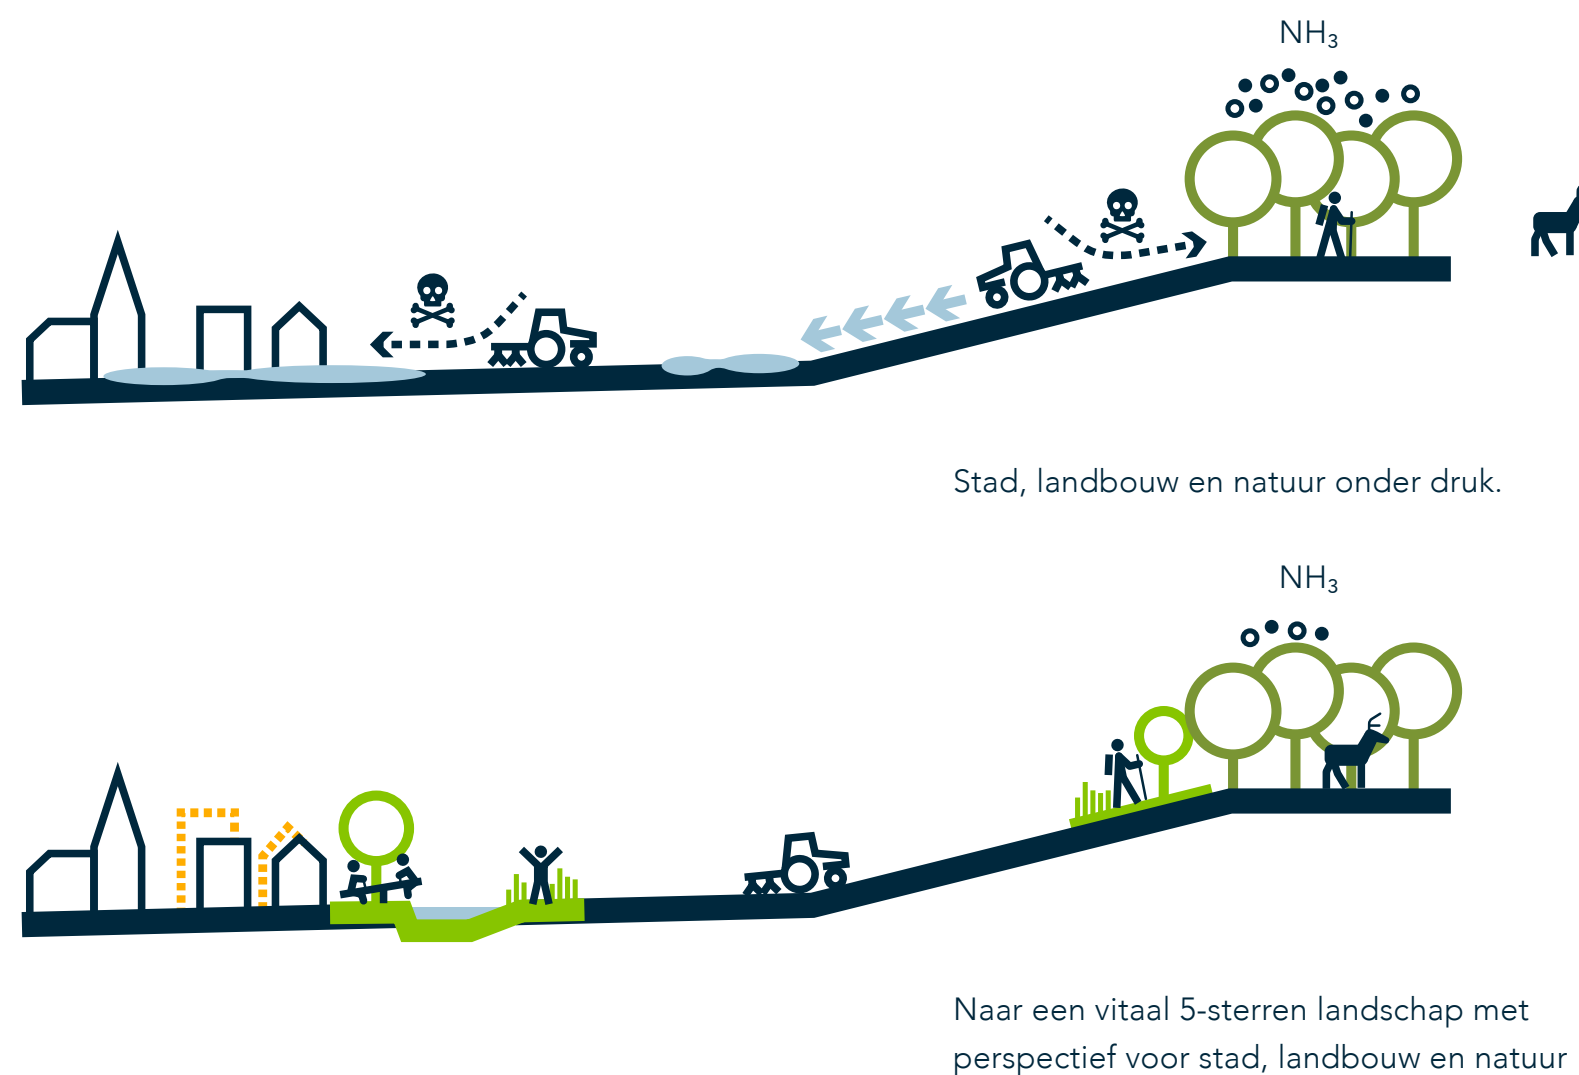 NH₃
Stad, landbouw en natuur onder druk.
NH₃
Naar een vitaal 5-sterren landschap met
perspectief voor stad, landbouw en natuur